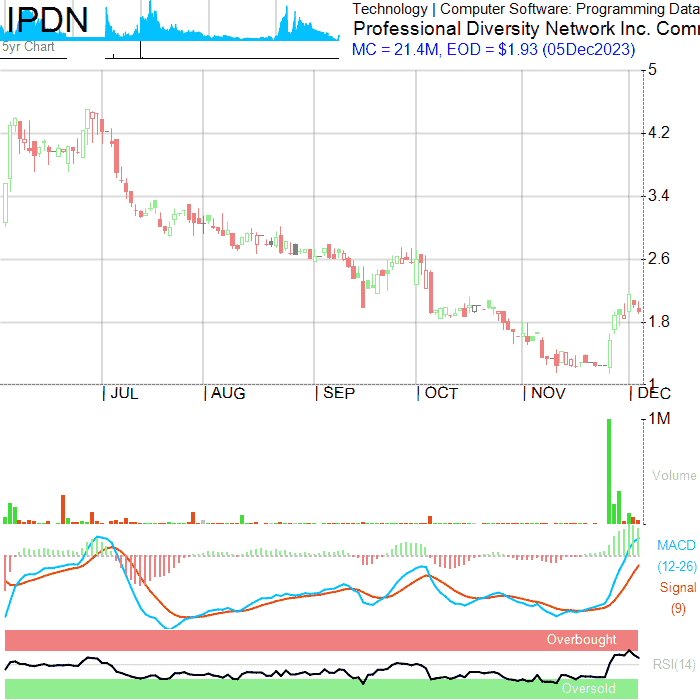 IPDN
5yr Chart
Technology | Computer Software: Programming Data
Professional Diversity Network Inc. Comm
MC = 21.4M, EOD = $1.93 (05Dec2023)
5
4.2
3.4
2.6
1.8
1
JUL AUG SEP OCT NOV DEC
1M
Volume
MACD
(12-26)
Signal
(9)
Overbought
RSI(14)
Oversold